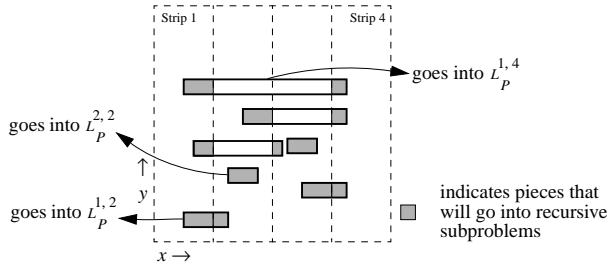 Strip 1
Strip 4
goes into L_P^{1,4}
goes into L_P^{2,2}
y
goes into L_P^{1,2}
x →
indicates pieces that
will go into recursive
subproblems